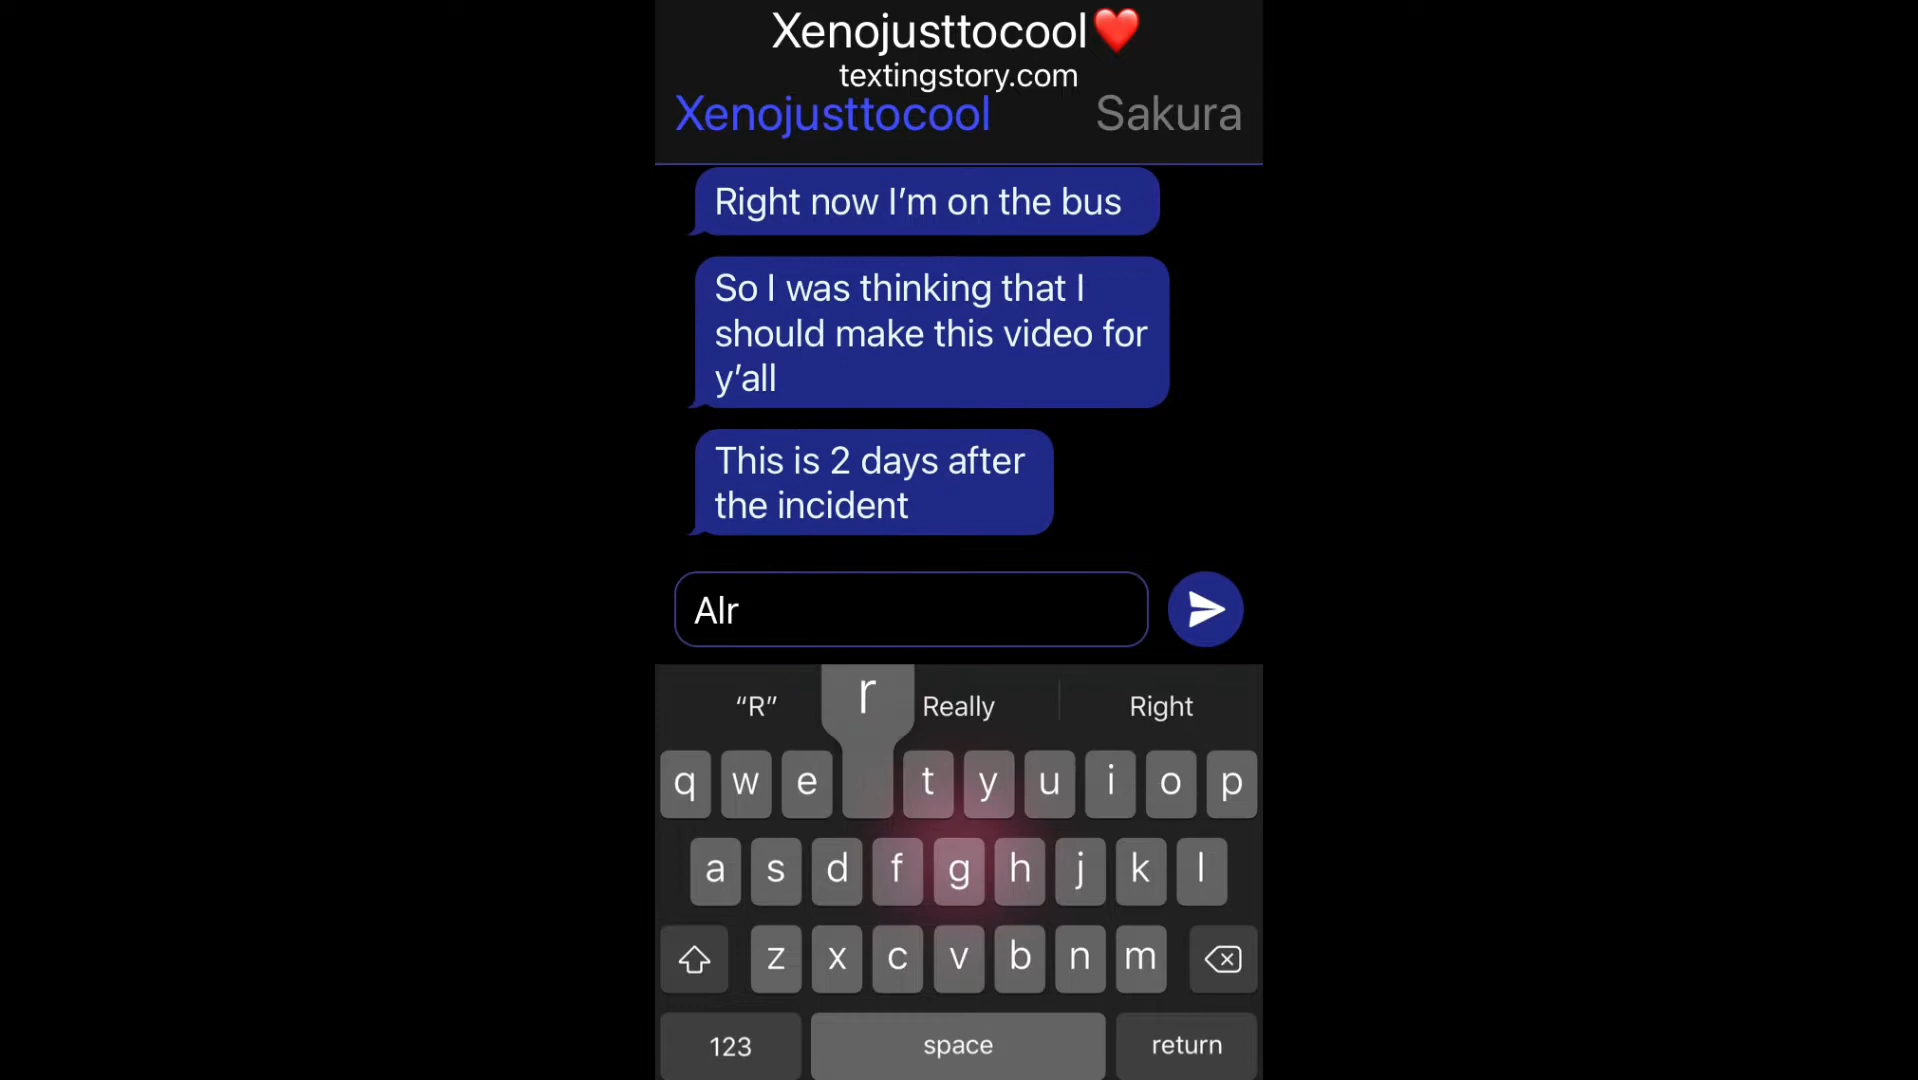 Xenojusttocool❤️
textingstory.com
Xenojusttocool Sakura
Right now I’m on the bus
So I was thinking that I
should make this video for
y’all
This is 2 days after
the incident
Alr
“R” r Really Right
q w e t y u i o p
a s d f g h j k l
z x c v b n m
123 space return